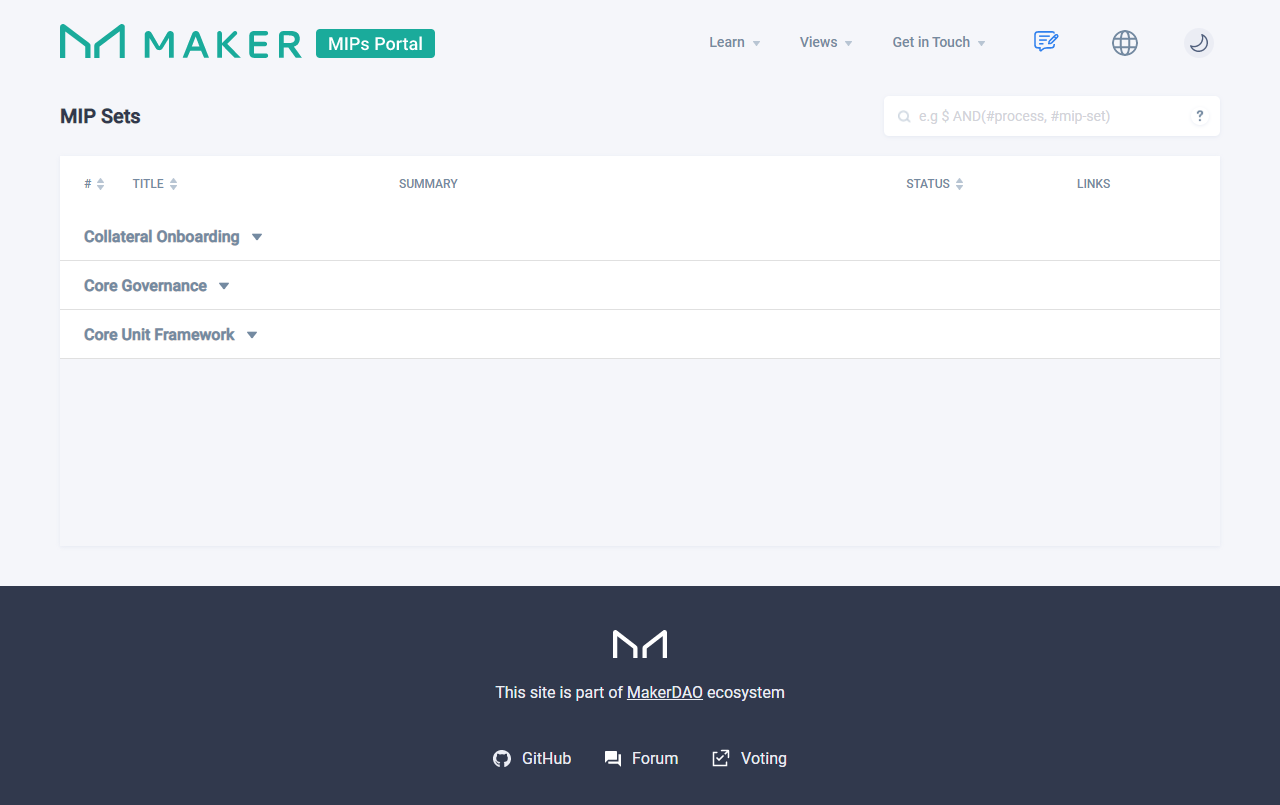 MAKER MIPs Portal Learn Views Get in Touch
MIP Sets e.g $ AND(#process, #mip-set) ?
# TITLE SUMMARY STATUS LINKS
Collateral Onboarding
Core Governance
Core Unit Framework
This site is part of MakerDAO ecosystem
GitHub Forum Voting